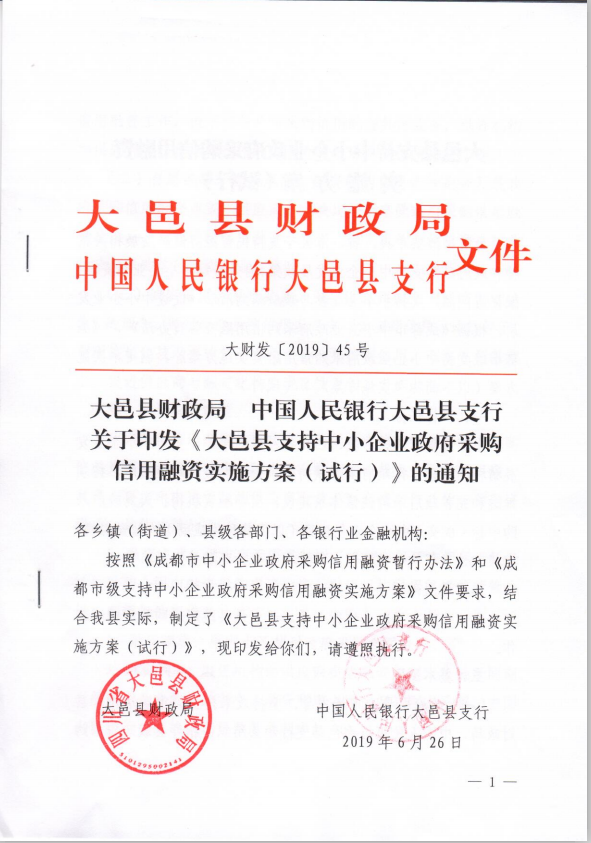 大邑县财政局
中国人民银行大邑县支行
文件
大财发〔2019〕45号
大邑县财政局 中国人民银行大邑县支行
关于印发《大邑县支持中小企业政府采购
信用融资实施方案（试行）》的通知
各乡镇（街道）、县级各部门、各银行业金融机构：
按照《成都市中小企业政府采购信用融资暂行办法》和《成
都市级支持中小企业政府采购信用融资实施方案》文件要求，结
合我县实际，制定了《大邑县支持中小企业政府采购信用融资实
施方案（试行）》，现印发给你们，请遵照执行。
四川省大邑县财政局
5101295002141
大邑县财政局 中国人民银行大邑县支行
2019年6月26日
— 1 —